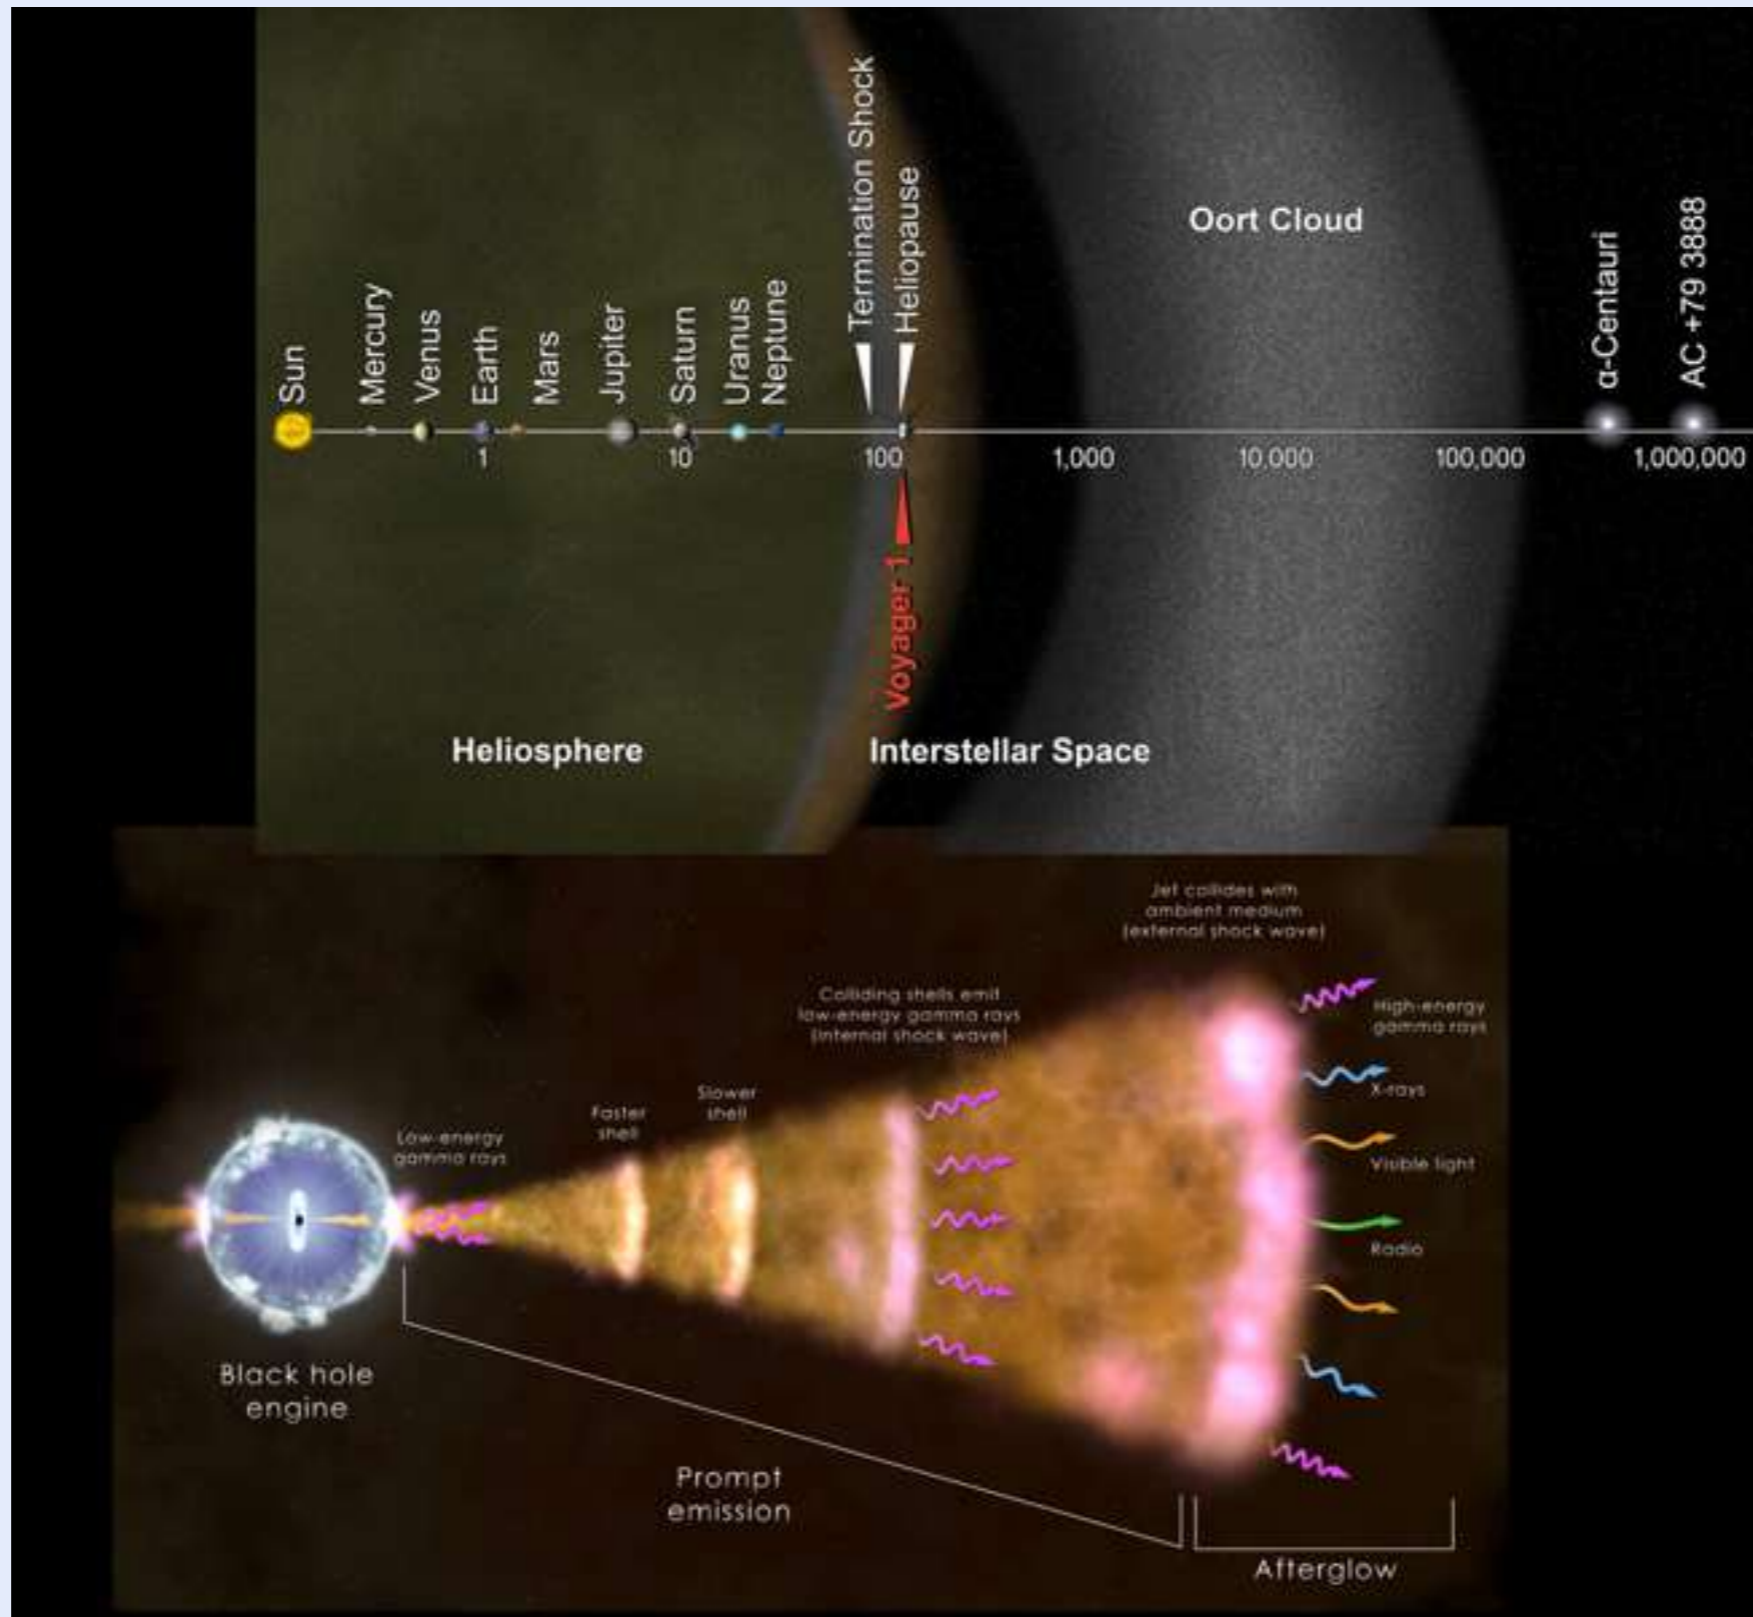 Sun
Mercury
Venus
Earth
Mars
Jupiter
Saturn
Uranus
Neptune
Termination Shock
Heliopause
Oort Cloud
α-Centauri
AC +79 3888
1
10
100
1,000
10,000
100,000
1,000,000
Voyager 1
Heliosphere
Interstellar Space
Jet collides with
ambient medium
(external shock wave)
Colliding shells emit
low-energy gamma rays
(internal shock wave)
High-energy
gamma rays
X-rays
Slower
shell
Faster
shell
Low-energy
gamma rays
Visible light
Radio
Black hole
engine
Prompt
emission
Afterglow